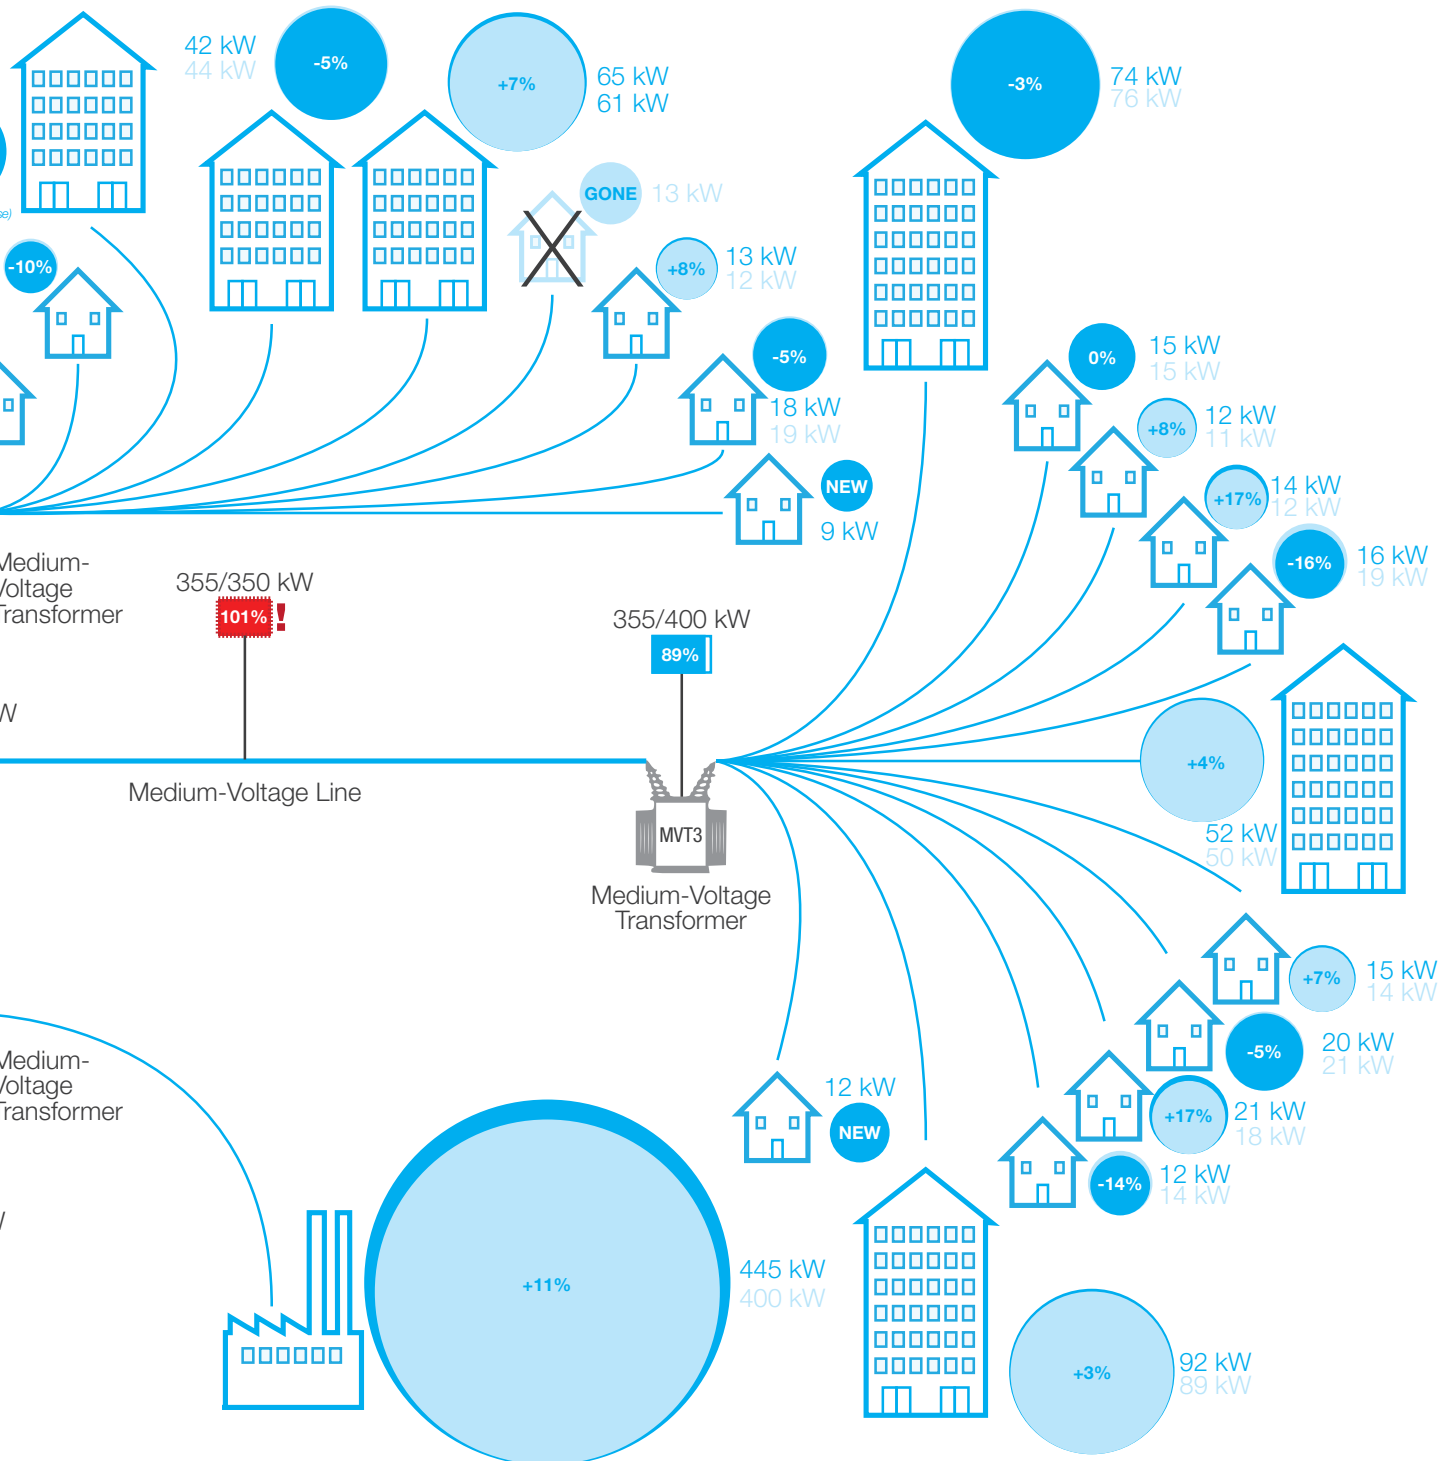 42 kW
44 kW
-5%
+7%
65 kW
61 kW
-3%
74 kW
76 kW
GONE
13 kW
-10%
+8%
13 kW
12 kW
-5%
18 kW
19 kW
NEW
9 kW
0%
15 kW
15 kW
+8%
12 kW
11 kW
+17%
14 kW
12 kW
-16%
16 kW
19 kW
Medium-
Voltage
Transformer
355/350 kW
101% !
355/400 kW
89%
Medium-Voltage Line
MVT3
Medium-Voltage
Transformer
+4%
52 kW
50 kW
+7%
15 kW
14 kW
-5%
20 kW
21 kW
+17%
21 kW
18 kW
-14%
12 kW
14 kW
12 kW
NEW
Medium-
Voltage
Transformer
+11%
445 kW
400 kW
+3%
92 kW
89 kW